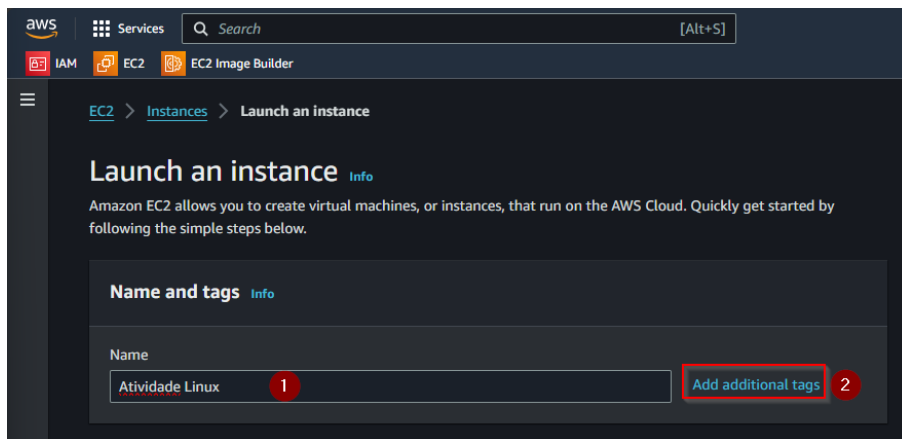 aws Services Search [Alt+S]
IAM EC2 EC2 Image Builder
EC2 > Instances > Launch an instance
Launch an instance Info
Amazon EC2 allows you to create virtual machines, or instances, that run on the AWS Cloud. Quickly get started by
following the simple steps below.
Name and tags Info
Name
Atividade Linux 1 Add additional tags 2